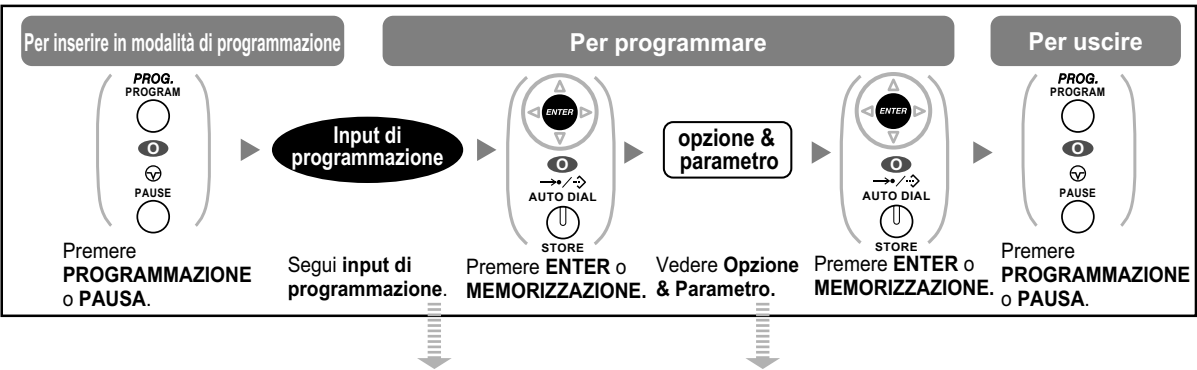 Per inserire in modalità di programmazione
Per programmare
Per uscire
PROG.
PROGRAM
O
PAUSE
Premere
PROGRAMMAZIONE
o PAUSA.
Input di
programmazione
Segui input di
programmazione.
ENTER
O
AUTO DIAL
STORE
Premere ENTER o
MEMORIZZAZIONE.
opzione &
parametro
Vedere Opzione
& Parametro.
ENTER
O
AUTO DIAL
STORE
Premere ENTER o
MEMORIZZAZIONE.
PROG.
PROGRAM
O
PAUSE
Premere
PROGRAMMAZIONE
o PAUSA.